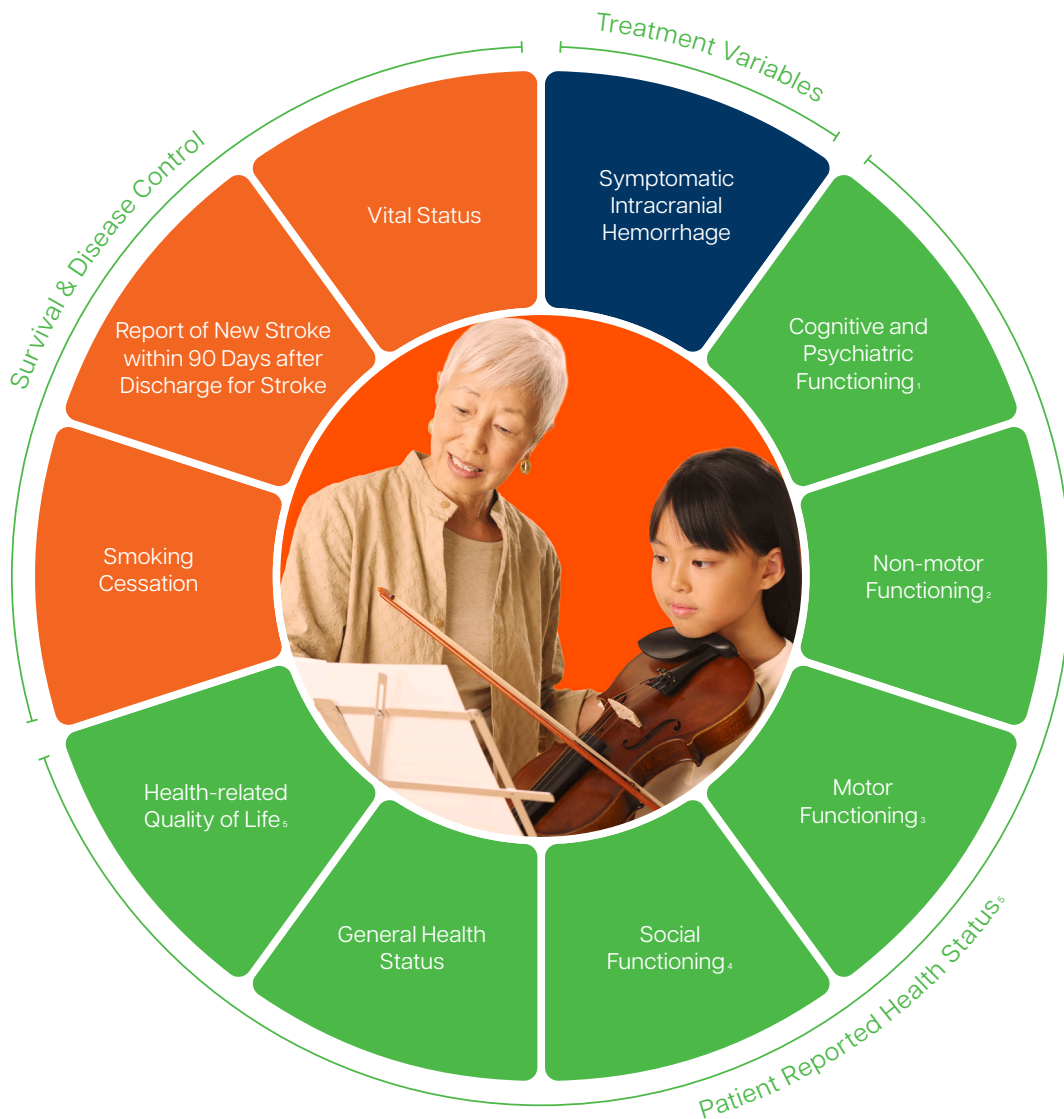 Treatment Variables
Survival & Disease Control
Vital Status
Symptomatic
Intracranial
Hemorrhage
Report of New Stroke
within 90 Days after
Discharge for Stroke
Cognitive and
Psychiatric
Functioning₁
Smoking
Cessation
Non-motor
Functioning₂
Health-related
Quality of Life₅
Motor
Functioning₃
General Health
Status
Social
Functioning₄
Patient Reported Health Status₅